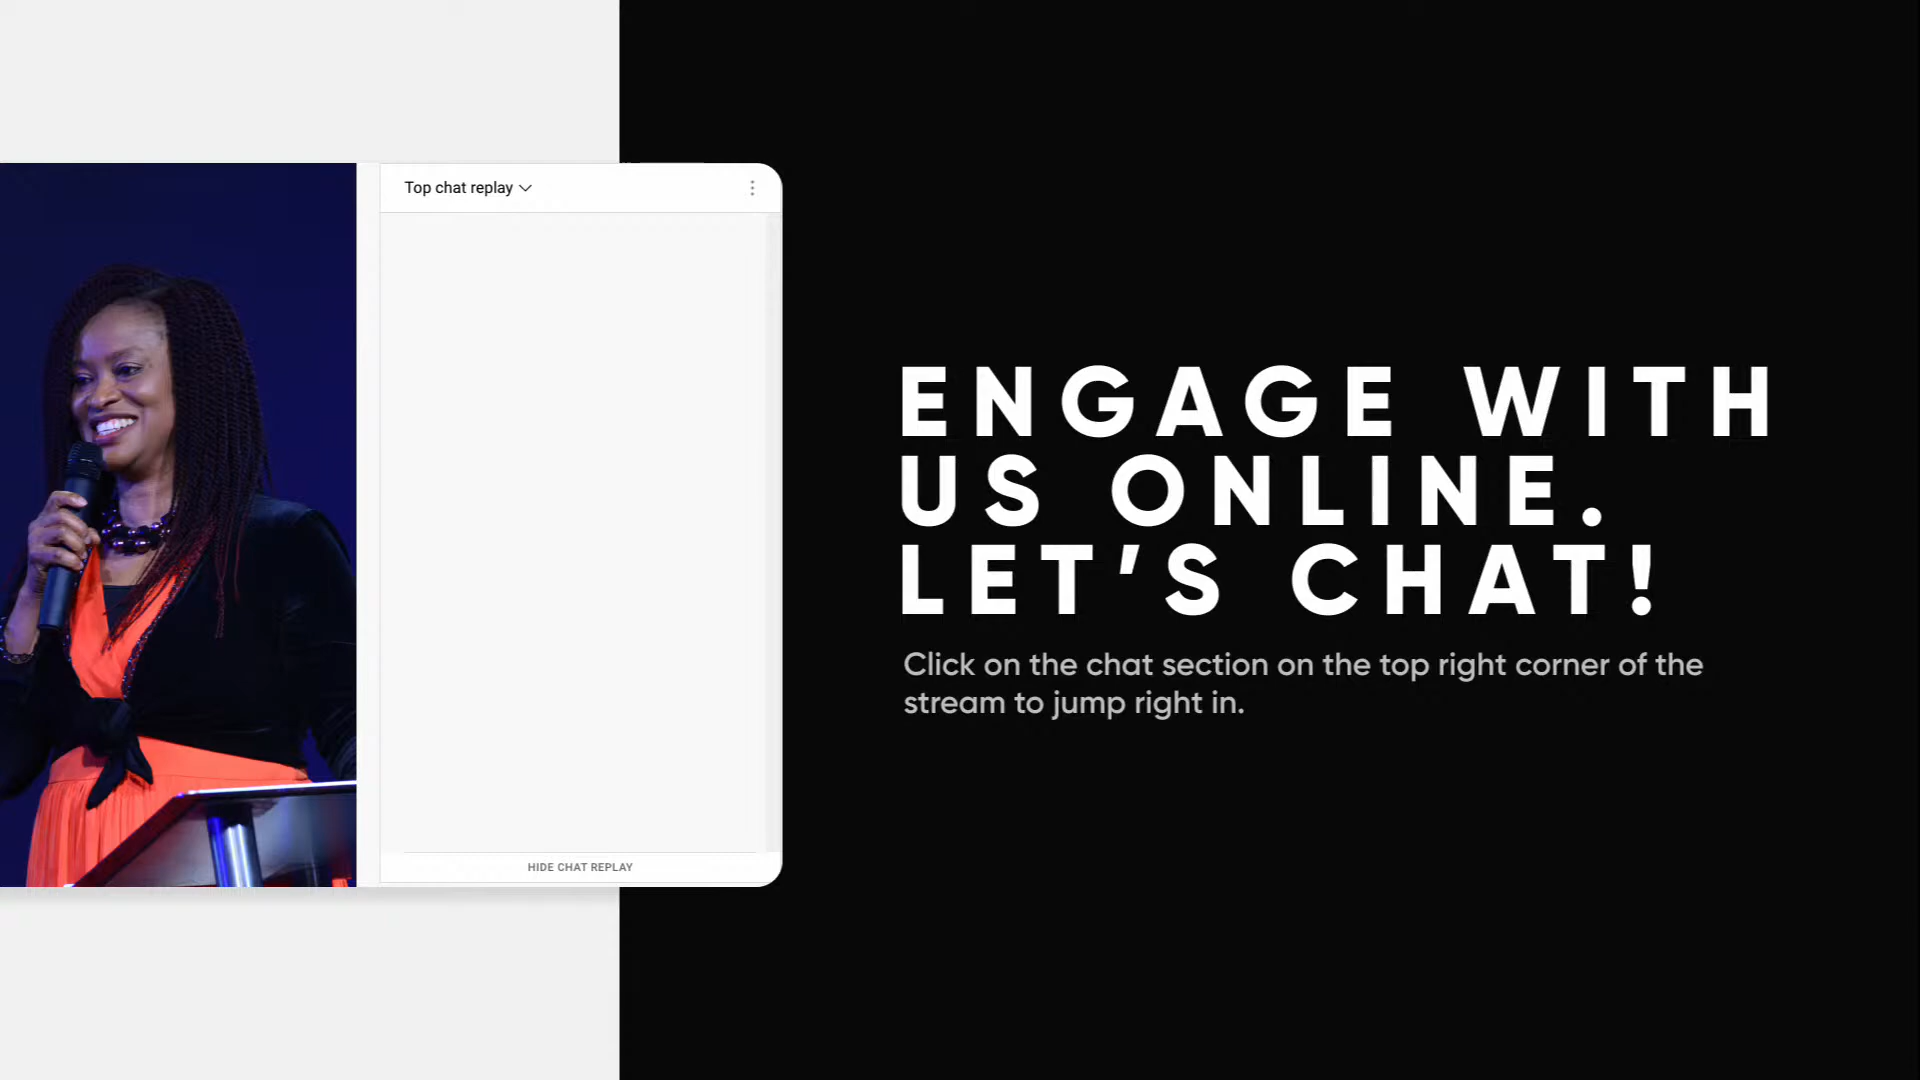 Top chat replay
HIDE CHAT REPLAY
ENGAGE WITH
US ONLINE.
LET’S CHAT!
Click on the chat section on the top right corner of the
stream to jump right in.